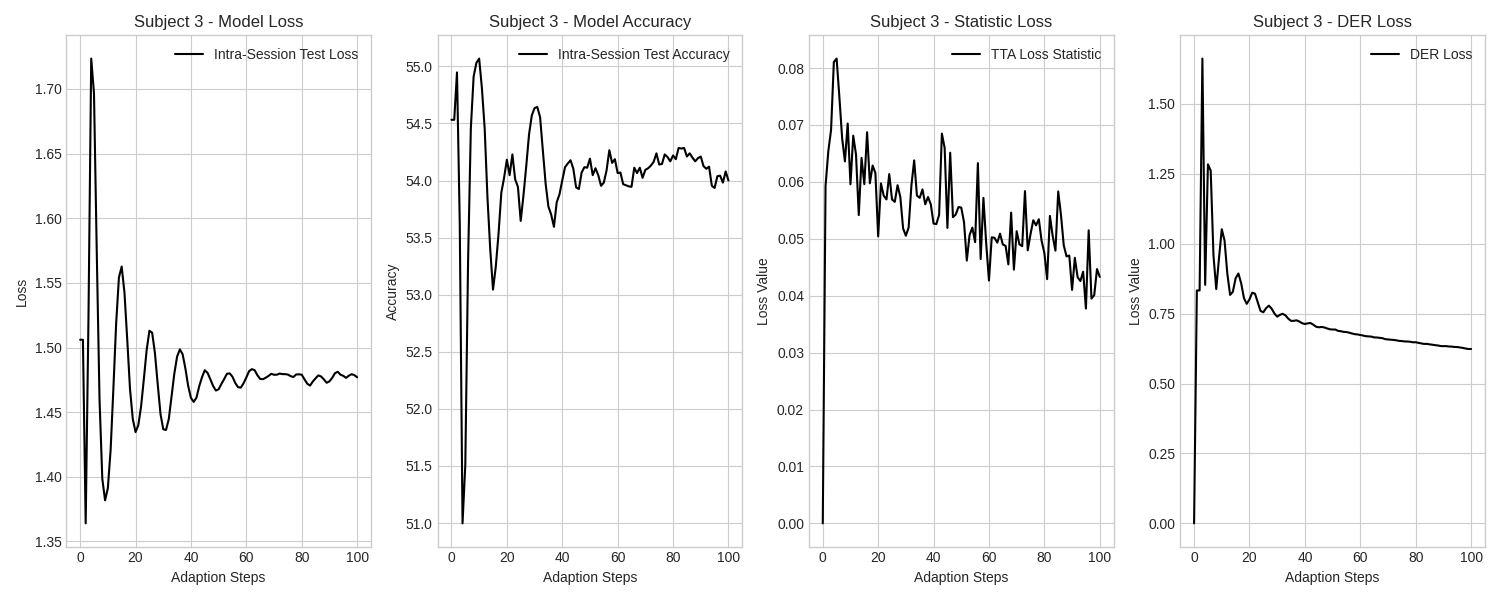 Subject 3 - Model Loss
Intra-Session Test Loss
1.70
1.65
1.60
1.55
1.50
1.45
1.40
1.35
Loss
0 20 40 60 80 100
Adaption Steps
Subject 3 - Model Accuracy
Intra-Session Test Accuracy
55.0
54.5
54.0
53.5
53.0
52.5
52.0
51.5
51.0
Accuracy
0 20 40 60 80 100
Adaption Steps
Subject 3 - Statistic Loss
TTA Loss Statistic
0.08
0.07
0.06
0.05
0.04
0.03
0.02
0.01
0.00
Loss Value
0 20 40 60 80 100
Adaption Steps
Subject 3 - DER Loss
DER Loss
1.50
1.25
1.00
0.75
0.50
0.25
0.00
Loss Value
0 20 40 60 80 100
Adaption Steps